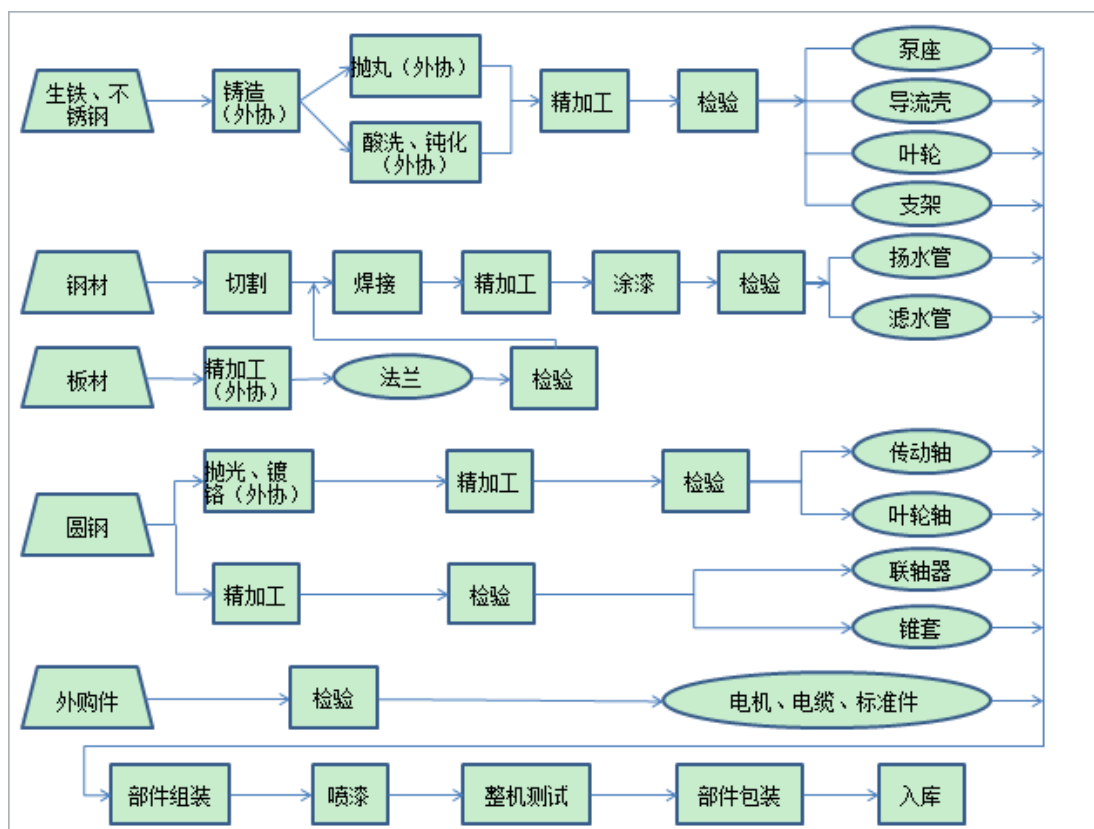 生铁、不
锈钢
铸造
（外协）
抛丸（外协）
酸洗、钝化
（外协）
精加工
检验
泵座
导流壳
叶轮
支架
钢材
切割
焊接
精加工
涂漆
检验
扬水管
滤水管
板材
精加工
（外协）
法兰
检验
圆钢
抛光、镀
铬（外协）
精加工
检验
传动轴
叶轮轴
精加工
检验
联轴器
锥套
外购件
检验
电机、电缆、标准件
部件组装
喷漆
整机测试
部件包装
入库